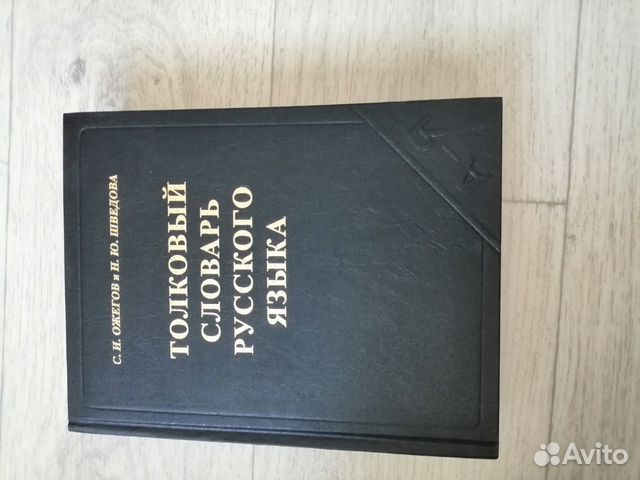 С. И. ОЖЕГОВ и Н. Ю. ШВЕДОВА
ТОЛКОВЫЙ
СЛОВАРЬ
РУССКОГО
ЯЗЫКА
А-Я
Avito